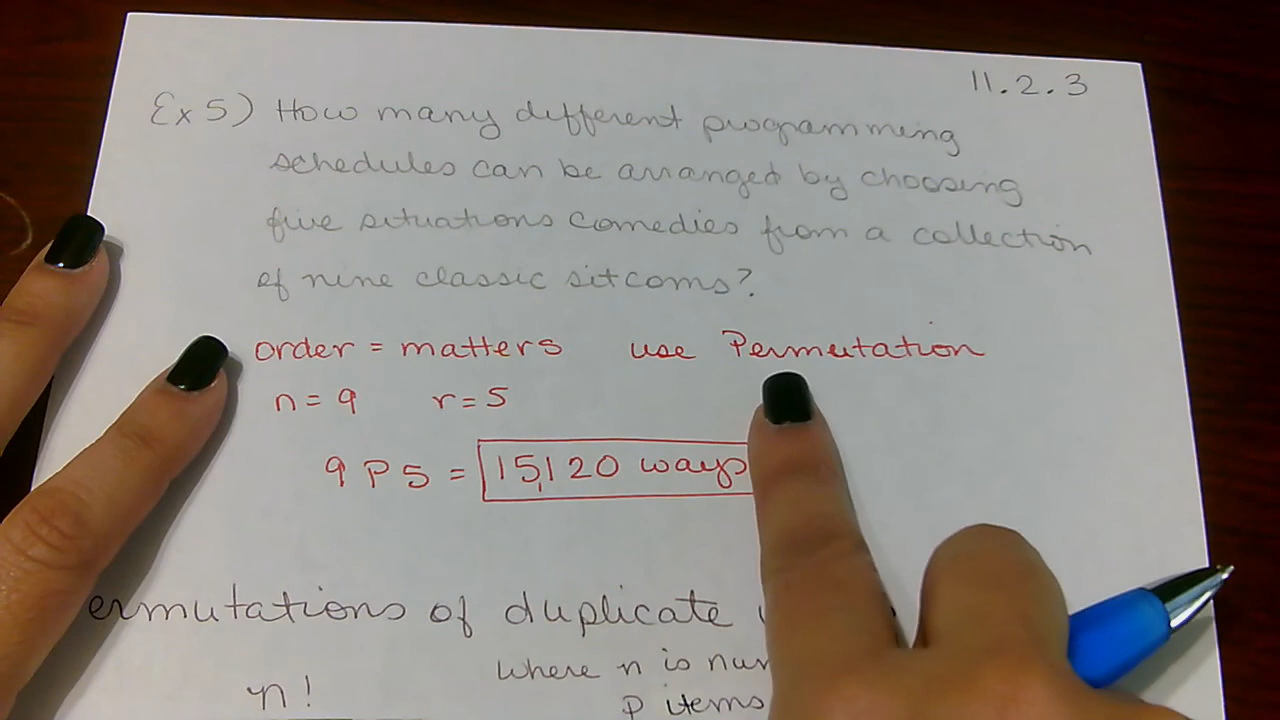 11.2.3
Ex 5) How many different programming
schedules can be arranged by choosing
five situations comedies from a collection
of nine classic sitcoms?
order = matters use Permutation
n = 9 r = 5
9 P 5 = 15,120 ways
ermutations of duplicate
where n is
n!
p items